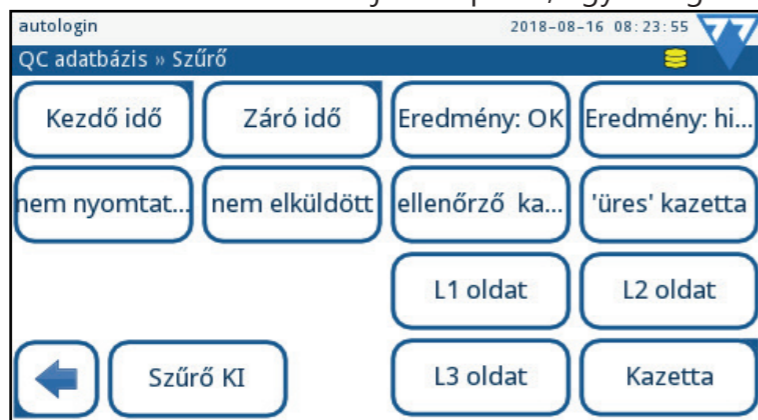 autologin 2018-08-16 08:23:55
QC adatbázis » Szűrő
Kezdő idő Záró idő Eredmény: OK Eredmény: hi...
nem nyomtat... nem elküldött ellenőrző ka... 'üres' kazetta
L1 oldat L2 oldat
Szűrő KI L3 oldat Kazetta